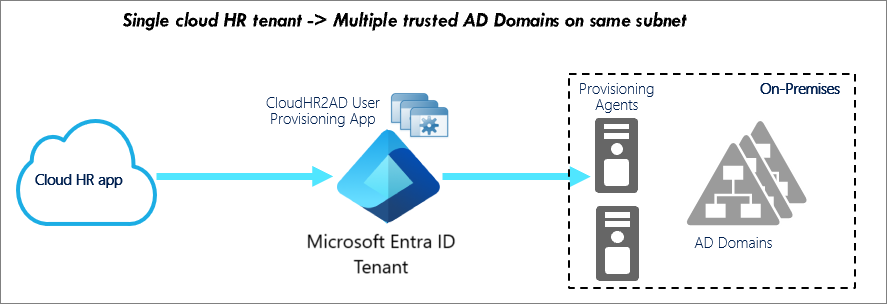 Single cloud HR tenant -> Multiple trusted AD Domains on same subnet
CloudHR2AD User
Provisioning App
Provisioning
Agents
On-Premises
Cloud HR app
Microsoft Entra ID
Tenant
AD Domains